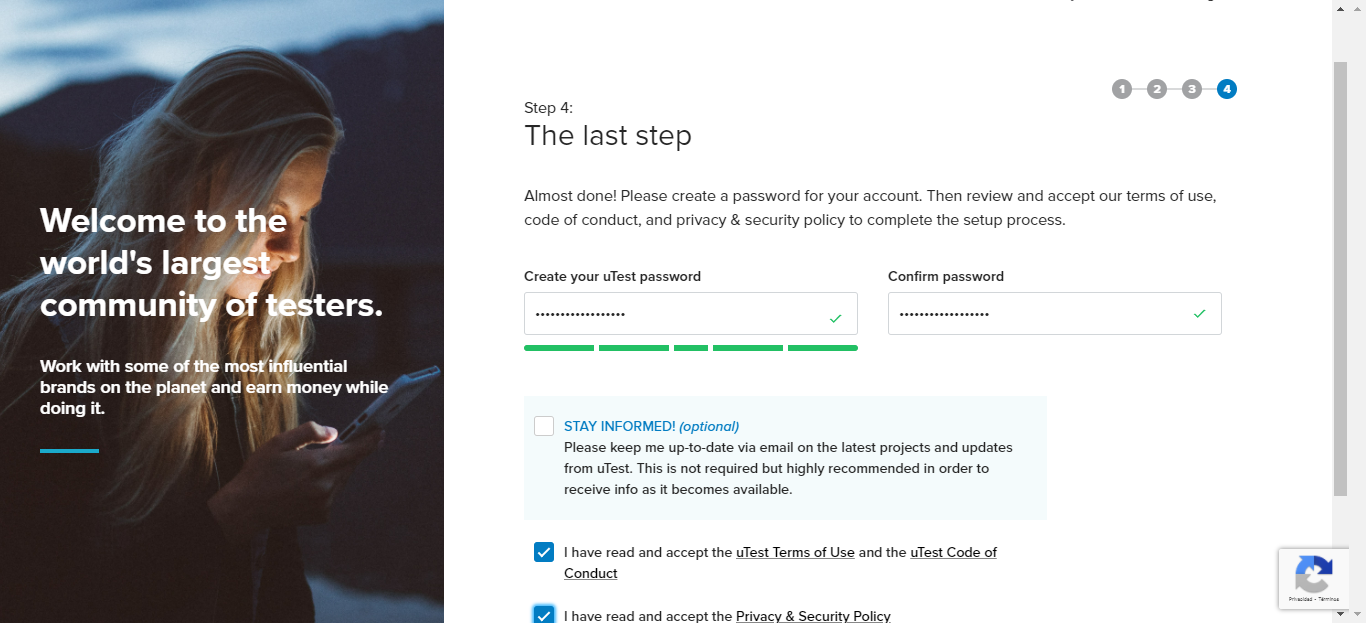 Welcome to the
world's largest
community of testers.
Work with some of the most influential
brands on the planet and earn money while
doing it.
1 2 3 4
Step 4:
The last step
Almost done! Please create a password for your account. Then review and accept our terms of use,
code of conduct, and privacy & security policy to complete the setup process.
Create your uTest password
Confirm password
••••••••••••••••••
••••••••••••••••••
STAY INFORMED! (optional)
Please keep me up-to-date via email on the latest projects and updates
from uTest. This is not required but highly recommended in order to
receive info as it becomes available.
I have read and accept the uTest Terms of Use and the uTest Code of
Conduct
I have read and accept the Privacy & Security Policy
Privacidad - Términos